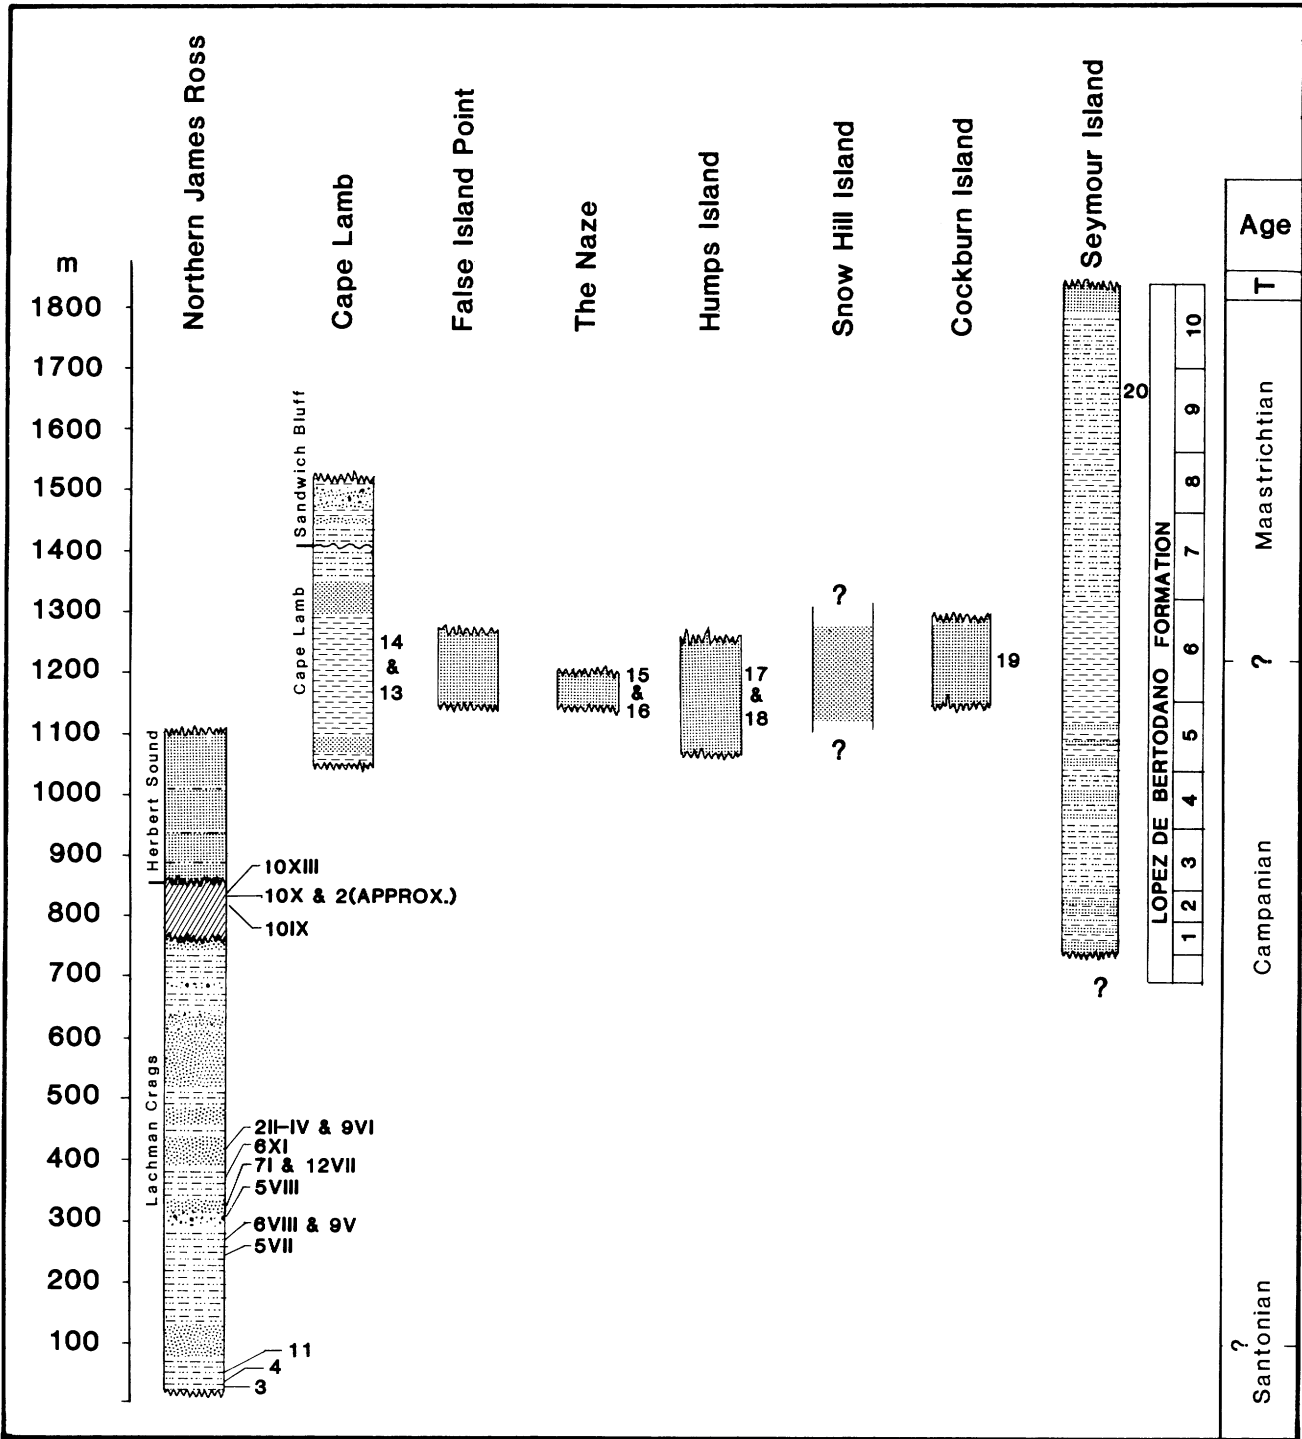 Northern James Ross
Cape Lamb
False Island Point
The Naze
Humps Island
Snow Hill Island
Cockburn Island
Seymour Island
Age
m
1800
1700
1600
1500
1400
1300
1200
1100
1000
900
800
700
600
500
400
300
200
100
Herbert Sound
Lachman Crags
10XIII
10X & 2(APPROX.)
10IX
2II-IV & 9VI
6XI
7I & 12VII
5VIII
6VIII & 9V
5VII
11
4
3
Sandwich Bluff
Cape Lamb
14
&
13
15
&
16
17
&
18
?
?
19
20
?
LOPEZ DE BERTODANO FORMATION
10
9
8
7
6
5
4
3
2
1
T
Maastrichtian
?
Campanian
?
Santonian